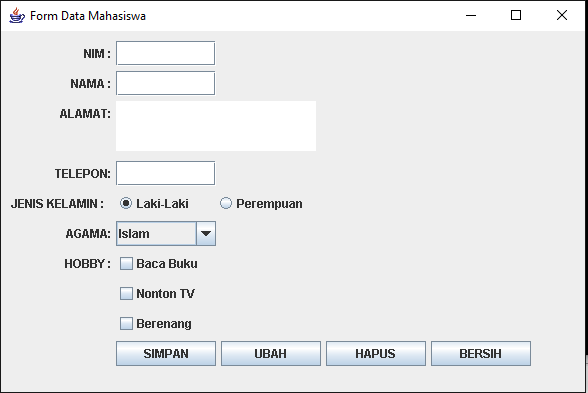 Form Data Mahasiswa
NIM :
NAMA :
ALAMAT:
TELEPON:
JENIS KELAMIN : Laki-Laki Perempuan
AGAMA: Islam
HOBBY : Baca Buku
Nonton TV
Berenang
SIMPAN UBAH HAPUS BERSIH